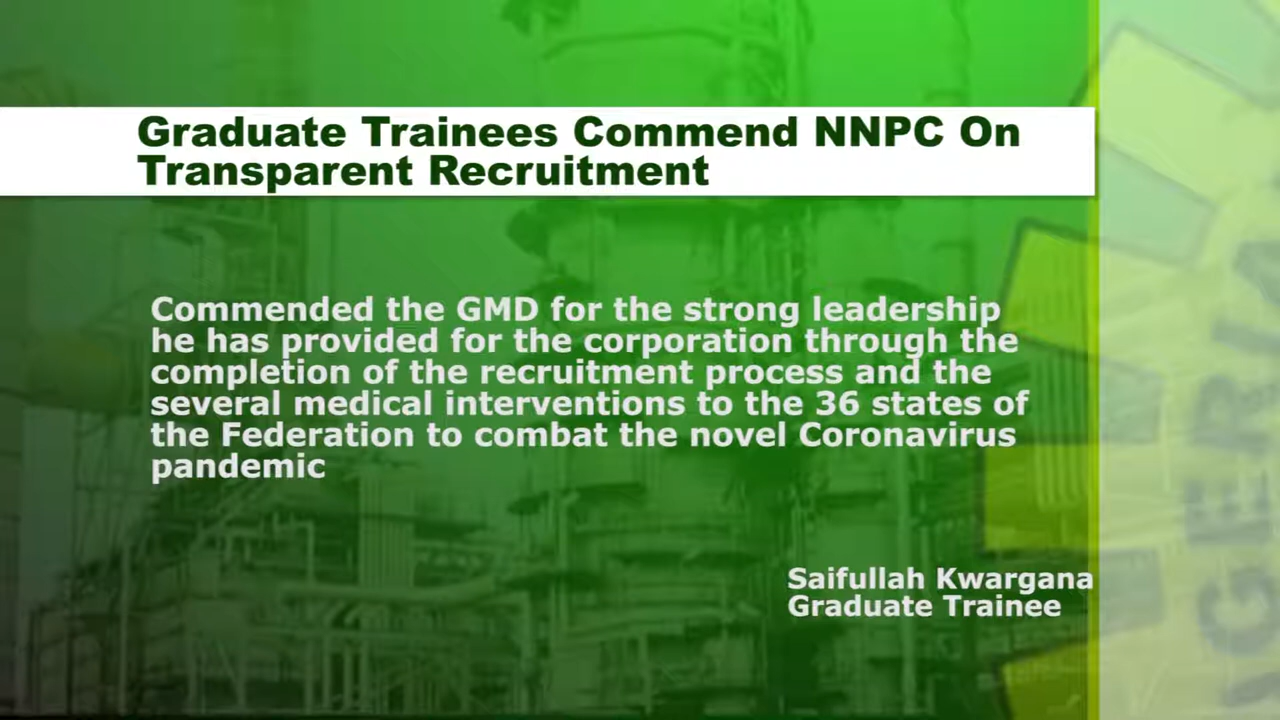 Graduate Trainees Commend NNPC On
Transparent Recruitment
Commended the GMD for the strong leadership
he has provided for the corporation through the
completion of the recruitment process and the
several medical interventions to the 36 states of
the Federation to combat the novel Coronavirus
pandemic
Saifullah Kwargana
Graduate Trainee